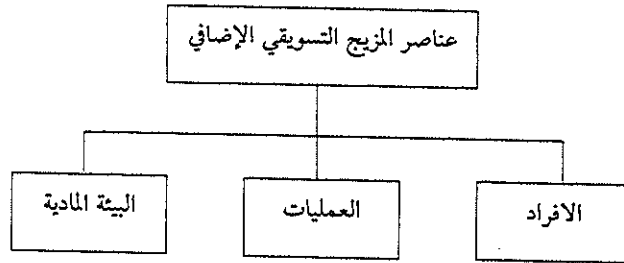 عناصر المزيج التسويقي الإضافي
الافراد
العمليات
البيئة المادية